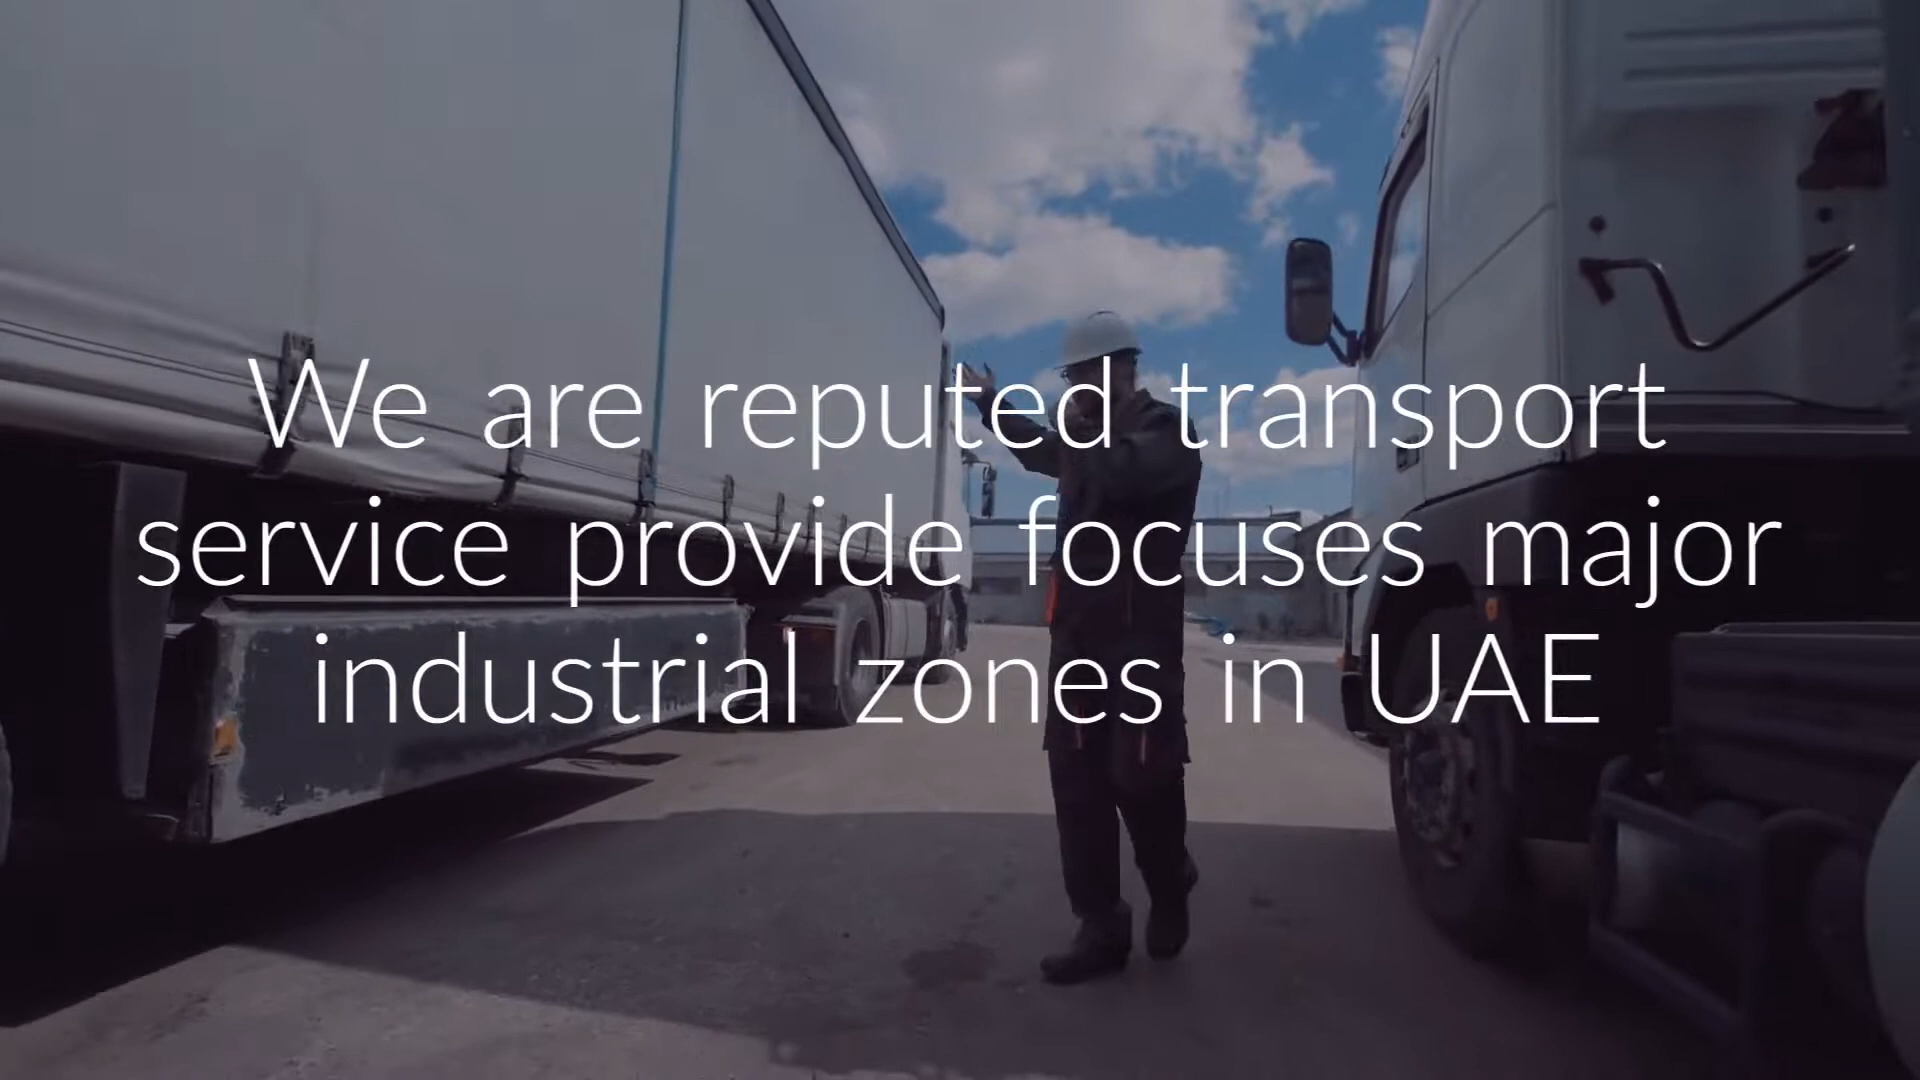 We are reputed transport
service provide focuses major
industrial zones in UAE